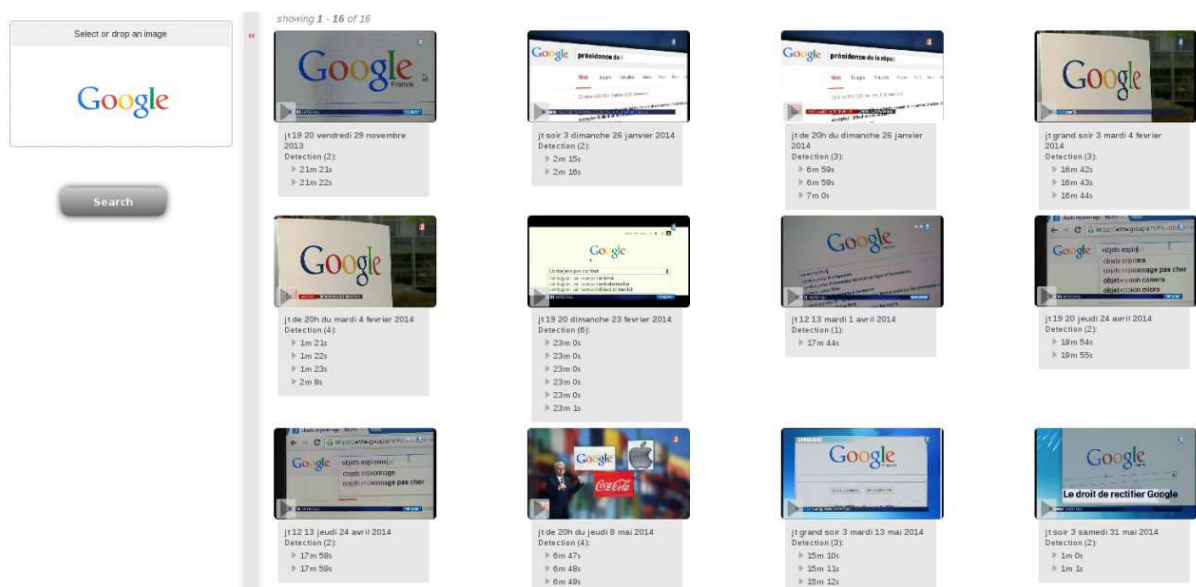 showing 1 - 16 of 16
Select or drop an image
«
Google
Search
Google
France
jt 19 20 vendredi 29 novembre
2013
Detection (2):
21m 21s
21m 22s
Google présidence de l
jt soir 3 dimanche 26 janvier 2014
Detection (2):
2m 15s
2m 16s
Google présidence de la répu
jt de 20h du dimanche 26 janvier
2014
Detection (3):
6m 59s
6m 59s
7m 0s
Google
jt grand soir 3 mardi 4 fevrier
2014
Detection (3):
16m 42s
16m 43s
16m 44s
Google
jt de 20h du mardi 4 fevrier 2014
Detection (4):
1m 21s
1m 22s
1m 23s
2m 8s
Google
jt 19 20 dimanche 23 fevrier 2014
Detection (6):
23m 0s
23m 0s
23m 0s
23m 0s
23m 0s
23m 1s
Google
jt 12 13 mardi 1 avril 2014
Detection (1):
17m 44s
Google objets espio
objets espions
objets espionnage pas cher
objet espion camera
objet espion micro
jt 19 20 jeudi 24 avril 2014
Detection (2):
19m 54s
19m 55s
Google
objets espionnage
objets espionnage pas cher
jt 12 13 jeudi 24 avril 2014
Detection (2):
17m 58s
17m 59s
Google
Coca-Cola
jt de 20h du jeudi 8 mai 2014
Detection (4):
6m 47s
6m 48s
6m 49s
Google
France
jt grand soir 3 mardi 13 mai 2014
Detection (3):
15m 10s
15m 11s
15m 12s
Google
Le droit de rectifier Google
jt soir 3 samedi 31 mai 2014
Detection (2):
1m 0s
1m 1s